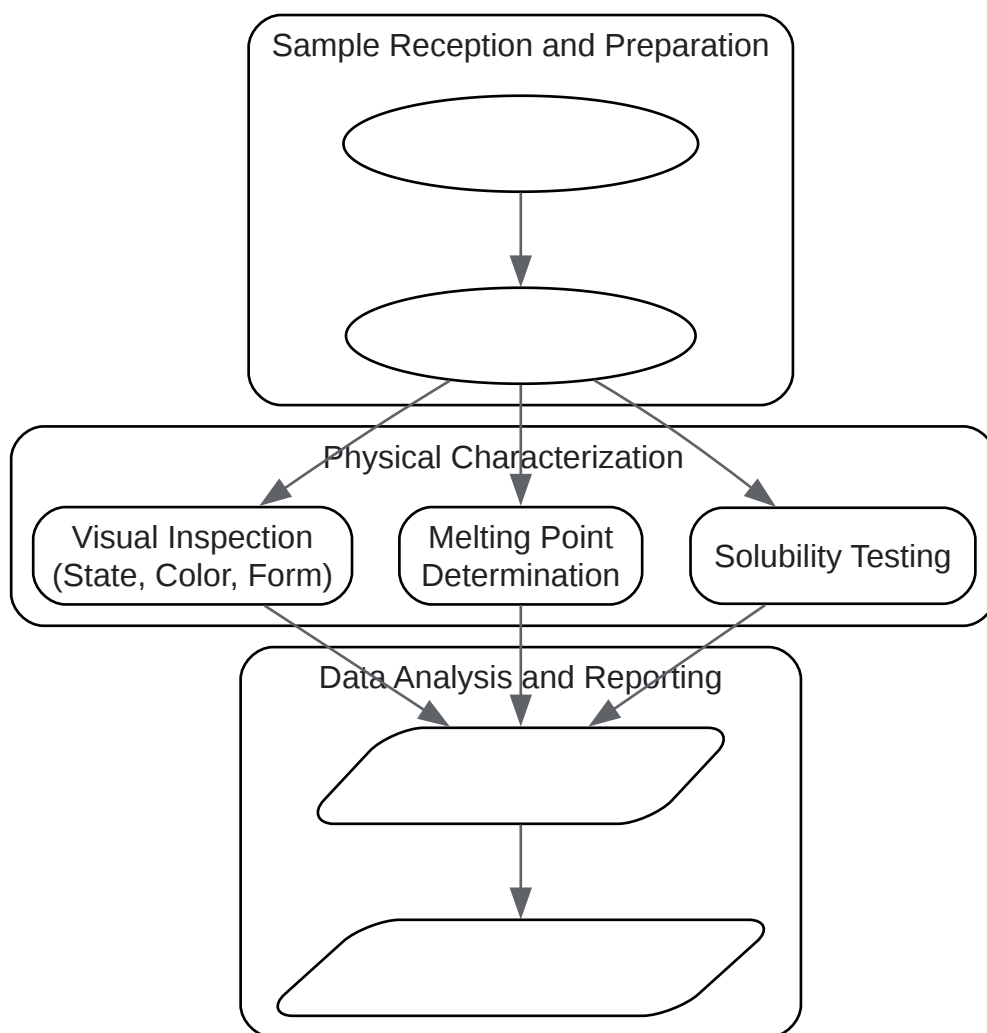 Sample Reception and Preparation
Physical Characterization
Visual Inspection
(State, Color, Form)
Melting Point
Determination
Solubility Testing
Data Analysis and Reporting